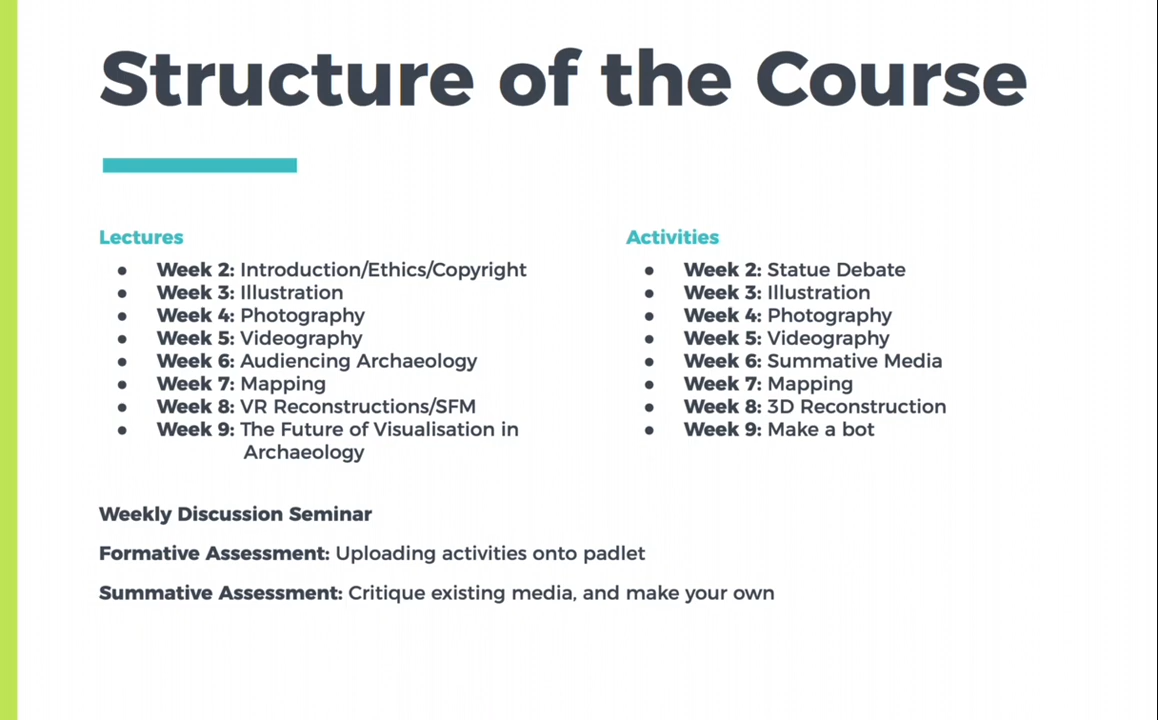 Structure of the Course
Lectures
● Week 2: Introduction/Ethics/Copyright
● Week 3: Illustration
● Week 4: Photography
● Week 5: Videography
● Week 6: Audiencing Archaeology
● Week 7: Mapping
● Week 8: VR Reconstructions/SFM
● Week 9: The Future of Visualisation in
Archaeology
Activities
● Week 2: Statue Debate
● Week 3: Illustration
● Week 4: Photography
● Week 5: Videography
● Week 6: Summative Media
● Week 7: Mapping
● Week 8: 3D Reconstruction
● Week 9: Make a bot
Weekly Discussion Seminar
Formative Assessment: Uploading activities onto padlet
Summative Assessment: Critique existing media, and make your own